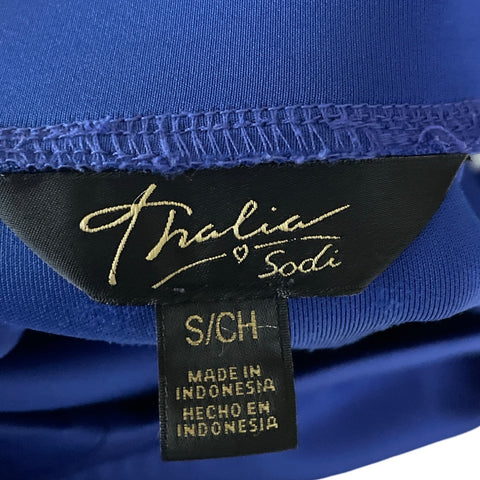 Thalia
Sodi
S/CH
MADE IN
INDONESIA
HECHO EN
INDONESIA